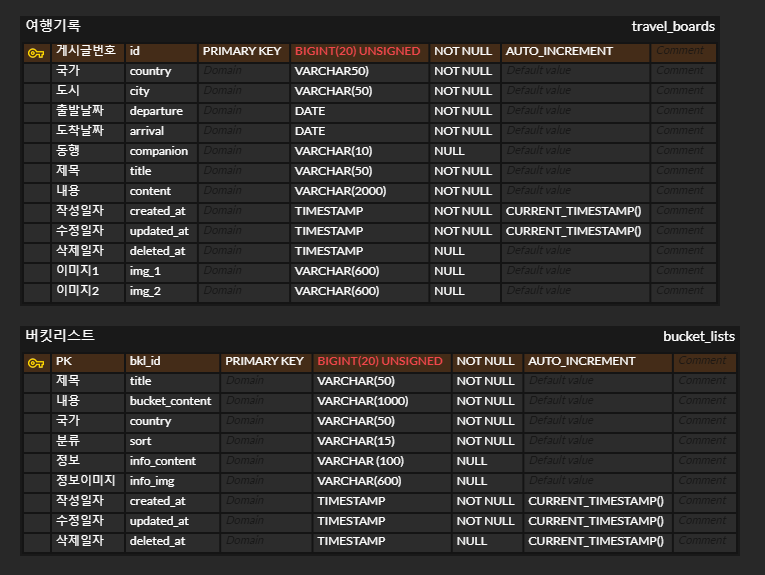 여행기록 travel_boards
게시글번호 id PRIMARY KEY BIGINT(20) UNSIGNED NOT NULL AUTO_INCREMENT Comment
국가 country Domain VARCHAR50) NOT NULL Default value Comment
도시 city Domain VARCHAR(50) NOT NULL Default value Comment
출발날짜 departure Domain DATE NOT NULL Default value Comment
도착날짜 arrival Domain DATE NOT NULL Default value Comment
동행 companion Domain VARCHAR(10) NULL Default value Comment
제목 title Domain VARCHAR(50) NOT NULL Default value Comment
내용 content Domain VARCHAR(2000) NOT NULL Default value Comment
작성일자 created_at Domain TIMESTAMP NOT NULL CURRENT_TIMESTAMP() Comment
수정일자 updated_at Domain TIMESTAMP NOT NULL CURRENT_TIMESTAMP() Comment
삭제일자 deleted_at Domain TIMESTAMP NULL Default value Comment
이미지1 img_1 Domain VARCHAR(600) NULL Default value Comment
이미지2 img_2 Domain VARCHAR(600) NULL Default value Comment
버킷리스트 bucket_lists
PK bkl_id PRIMARY KEY BIGINT(20) UNSIGNED NOT NULL AUTO_INCREMENT Comment
제목 title Domain VARCHAR(50) NOT NULL Default value Comment
내용 bucket_content Domain VARCHAR(1000) NOT NULL Default value Comment
국가 country Domain VARCHAR(50) NOT NULL Default value Comment
분류 sort Domain VARCHAR(15) NOT NULL Default value Comment
정보 info_content Domain VARCHAR (100) NULL Default value Comment
정보이미지 info_img Domain VARCHAR(600) NULL Default value Comment
작성일자 created_at Domain TIMESTAMP NOT NULL CURRENT_TIMESTAMP() Comment
수정일자 updated_at Domain TIMESTAMP NOT NULL CURRENT_TIMESTAMP() Comment
삭제일자 deleted_at Domain TIMESTAMP NULL CURRENT_TIMESTAMP() Comment